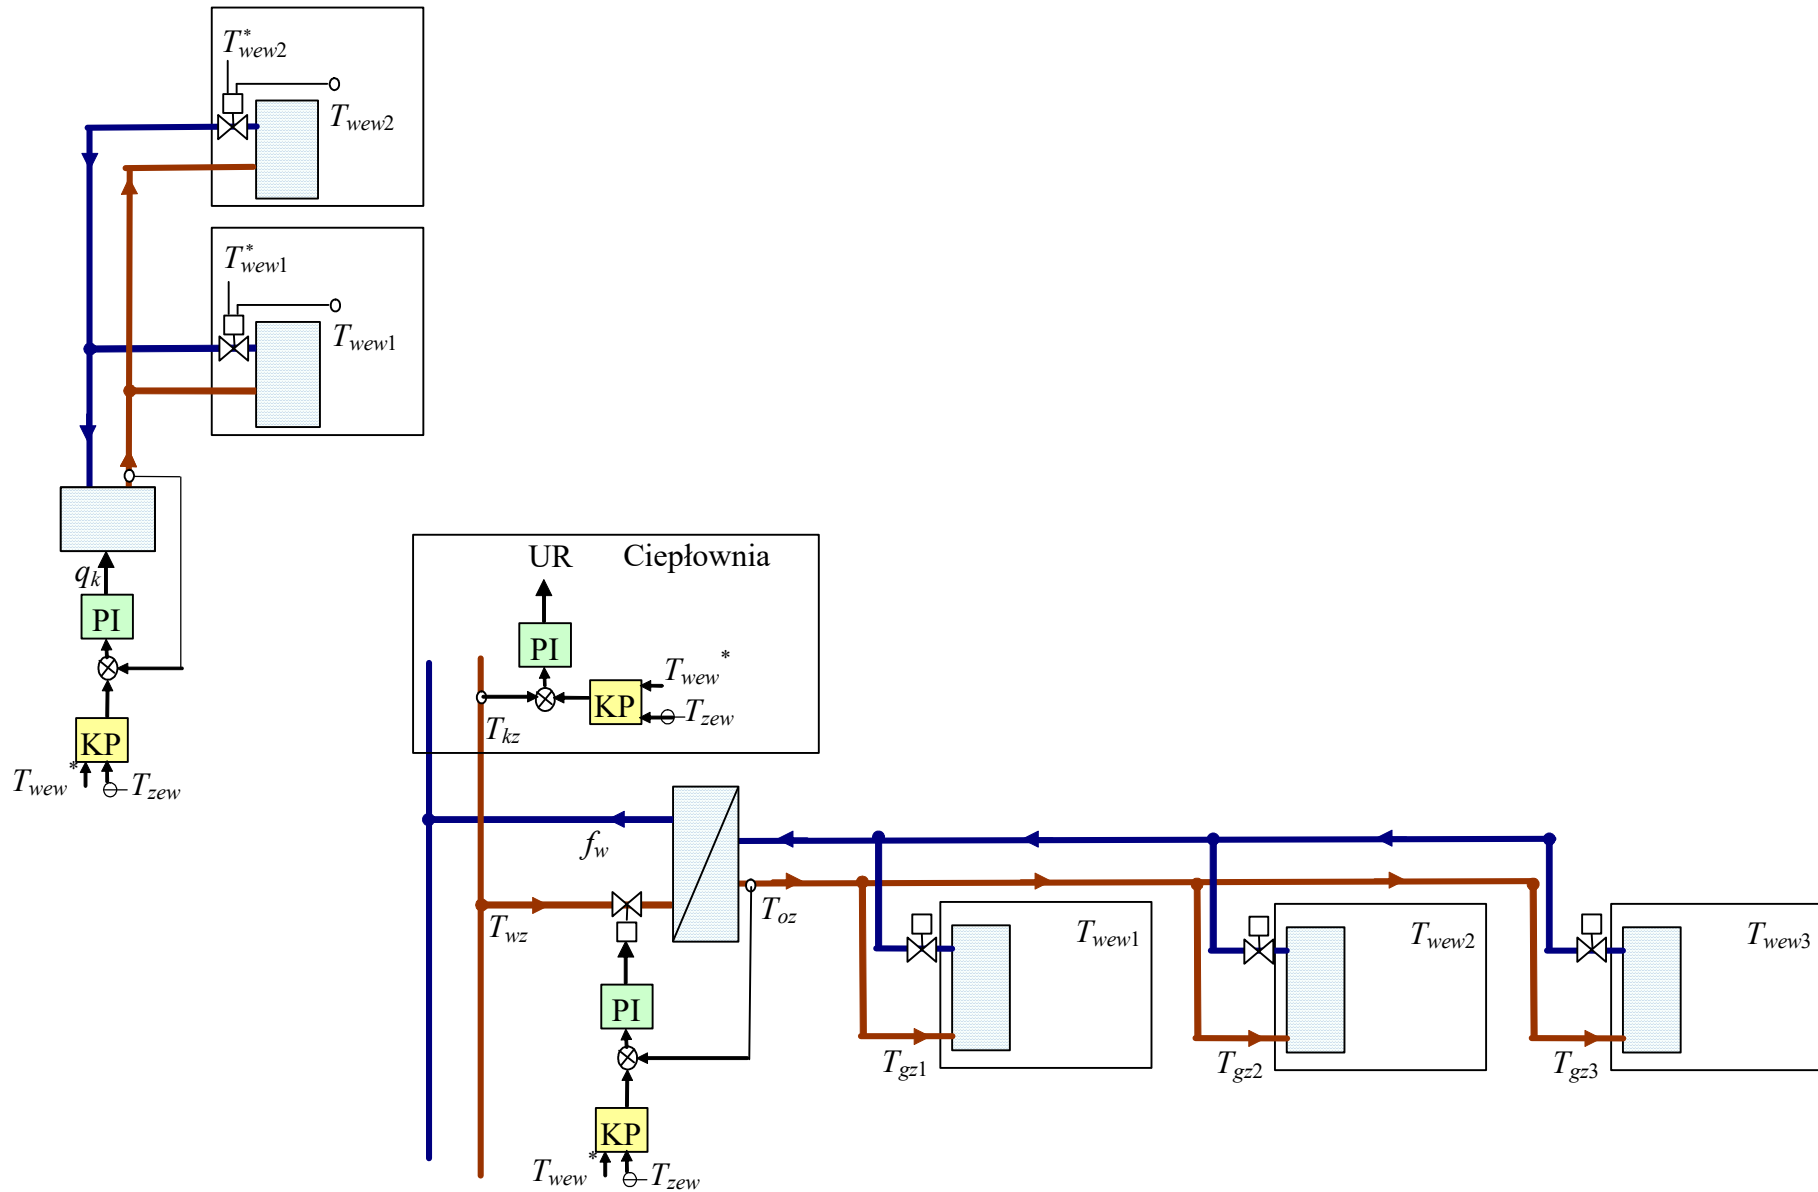 T*wew2
Twew2
T*wew1
Twew1
qk
PI
KP
Twew*
Tzew
UR Ciepłownia
PI
Twew*
KP
Tzew
Tkz
fw
Twz
Toz
Twew1
Twew2
Twew3
PI
Tgz1
Tgz2
Tgz3
KP
Twew*
Tzew